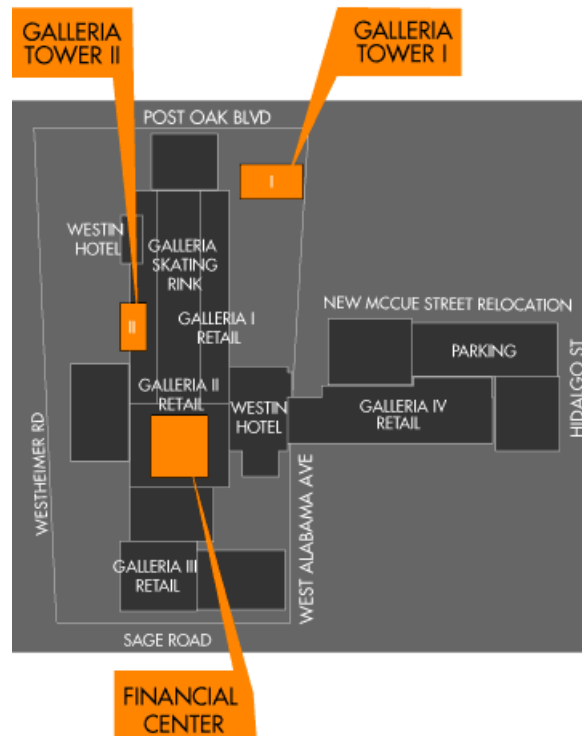 GALLERIA
TOWER II
GALLERIA
TOWER I
POST OAK BLVD
I
WESTIN
HOTEL
GALLERIA
SKATING
RINK
II
GALLERIA I
RETAIL
NEW MCCUE STREET RELOCATION
PARKING
GALLERIA II
RETAIL
WESTIN
HOTEL
GALLERIA IV
RETAIL
HIDALGO ST
WESTHEIMER RD
WEST ALABAMA AVE
GALLERIA III
RETAIL
SAGE ROAD
FINANCIAL
CENTER